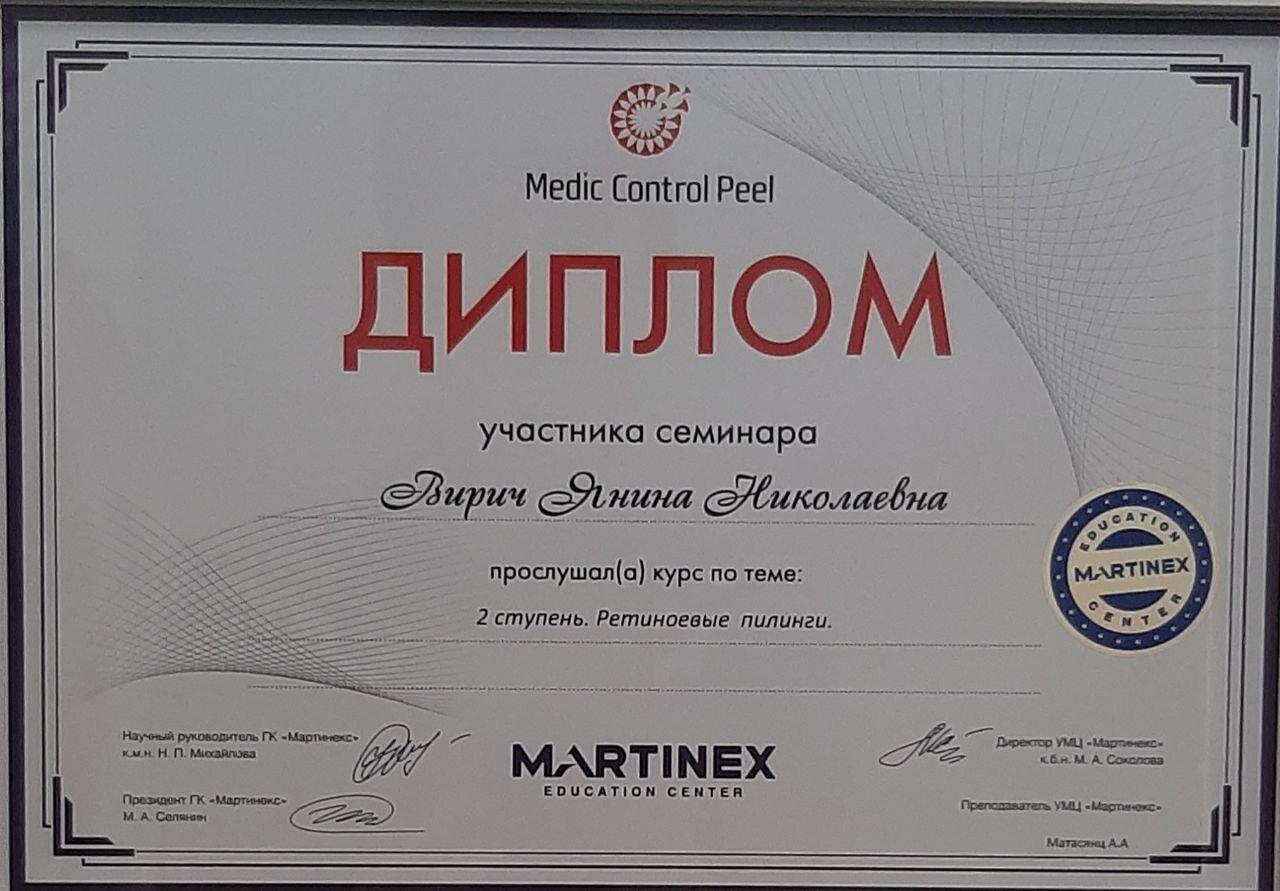 Medic Control Peel
ДИПЛОМ
участника семинара
Вирич Янина Николаевна
прослушал(а) курс по теме:
2 ступень. Ретиноевые пилинги.
EDUCATION
MARTINEX
CENTER
Научный руководитель ГК «Мартинекс»
к.м.н. Н. П. Михайлова
Президент ГК «Мартинекс»
М. А. Селянин
MARTINEX
EDUCATION CENTER
Директор УМЦ «Мартинекс»
к.б.н. М. А. Соколова
Преподаватель УМЦ «Мартинекс»
Матасянц А.А